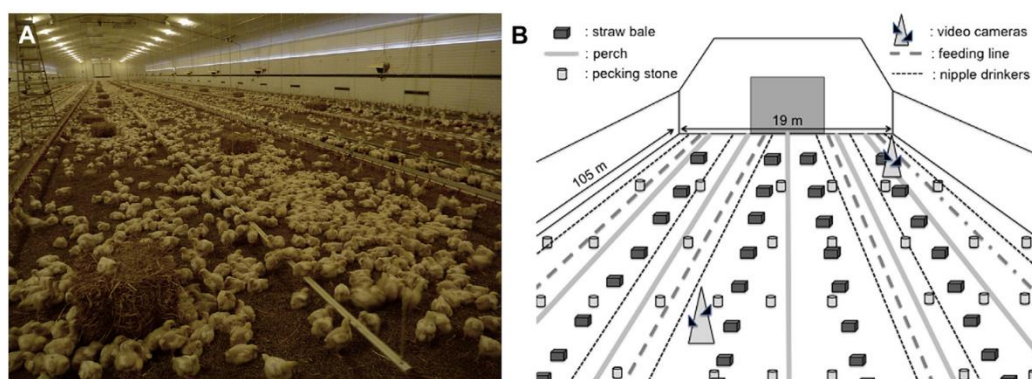 A
B
: straw bale
: perch
: pecking stone
: video cameras
: feeding line
: nipple drinkers
19 m
105 m